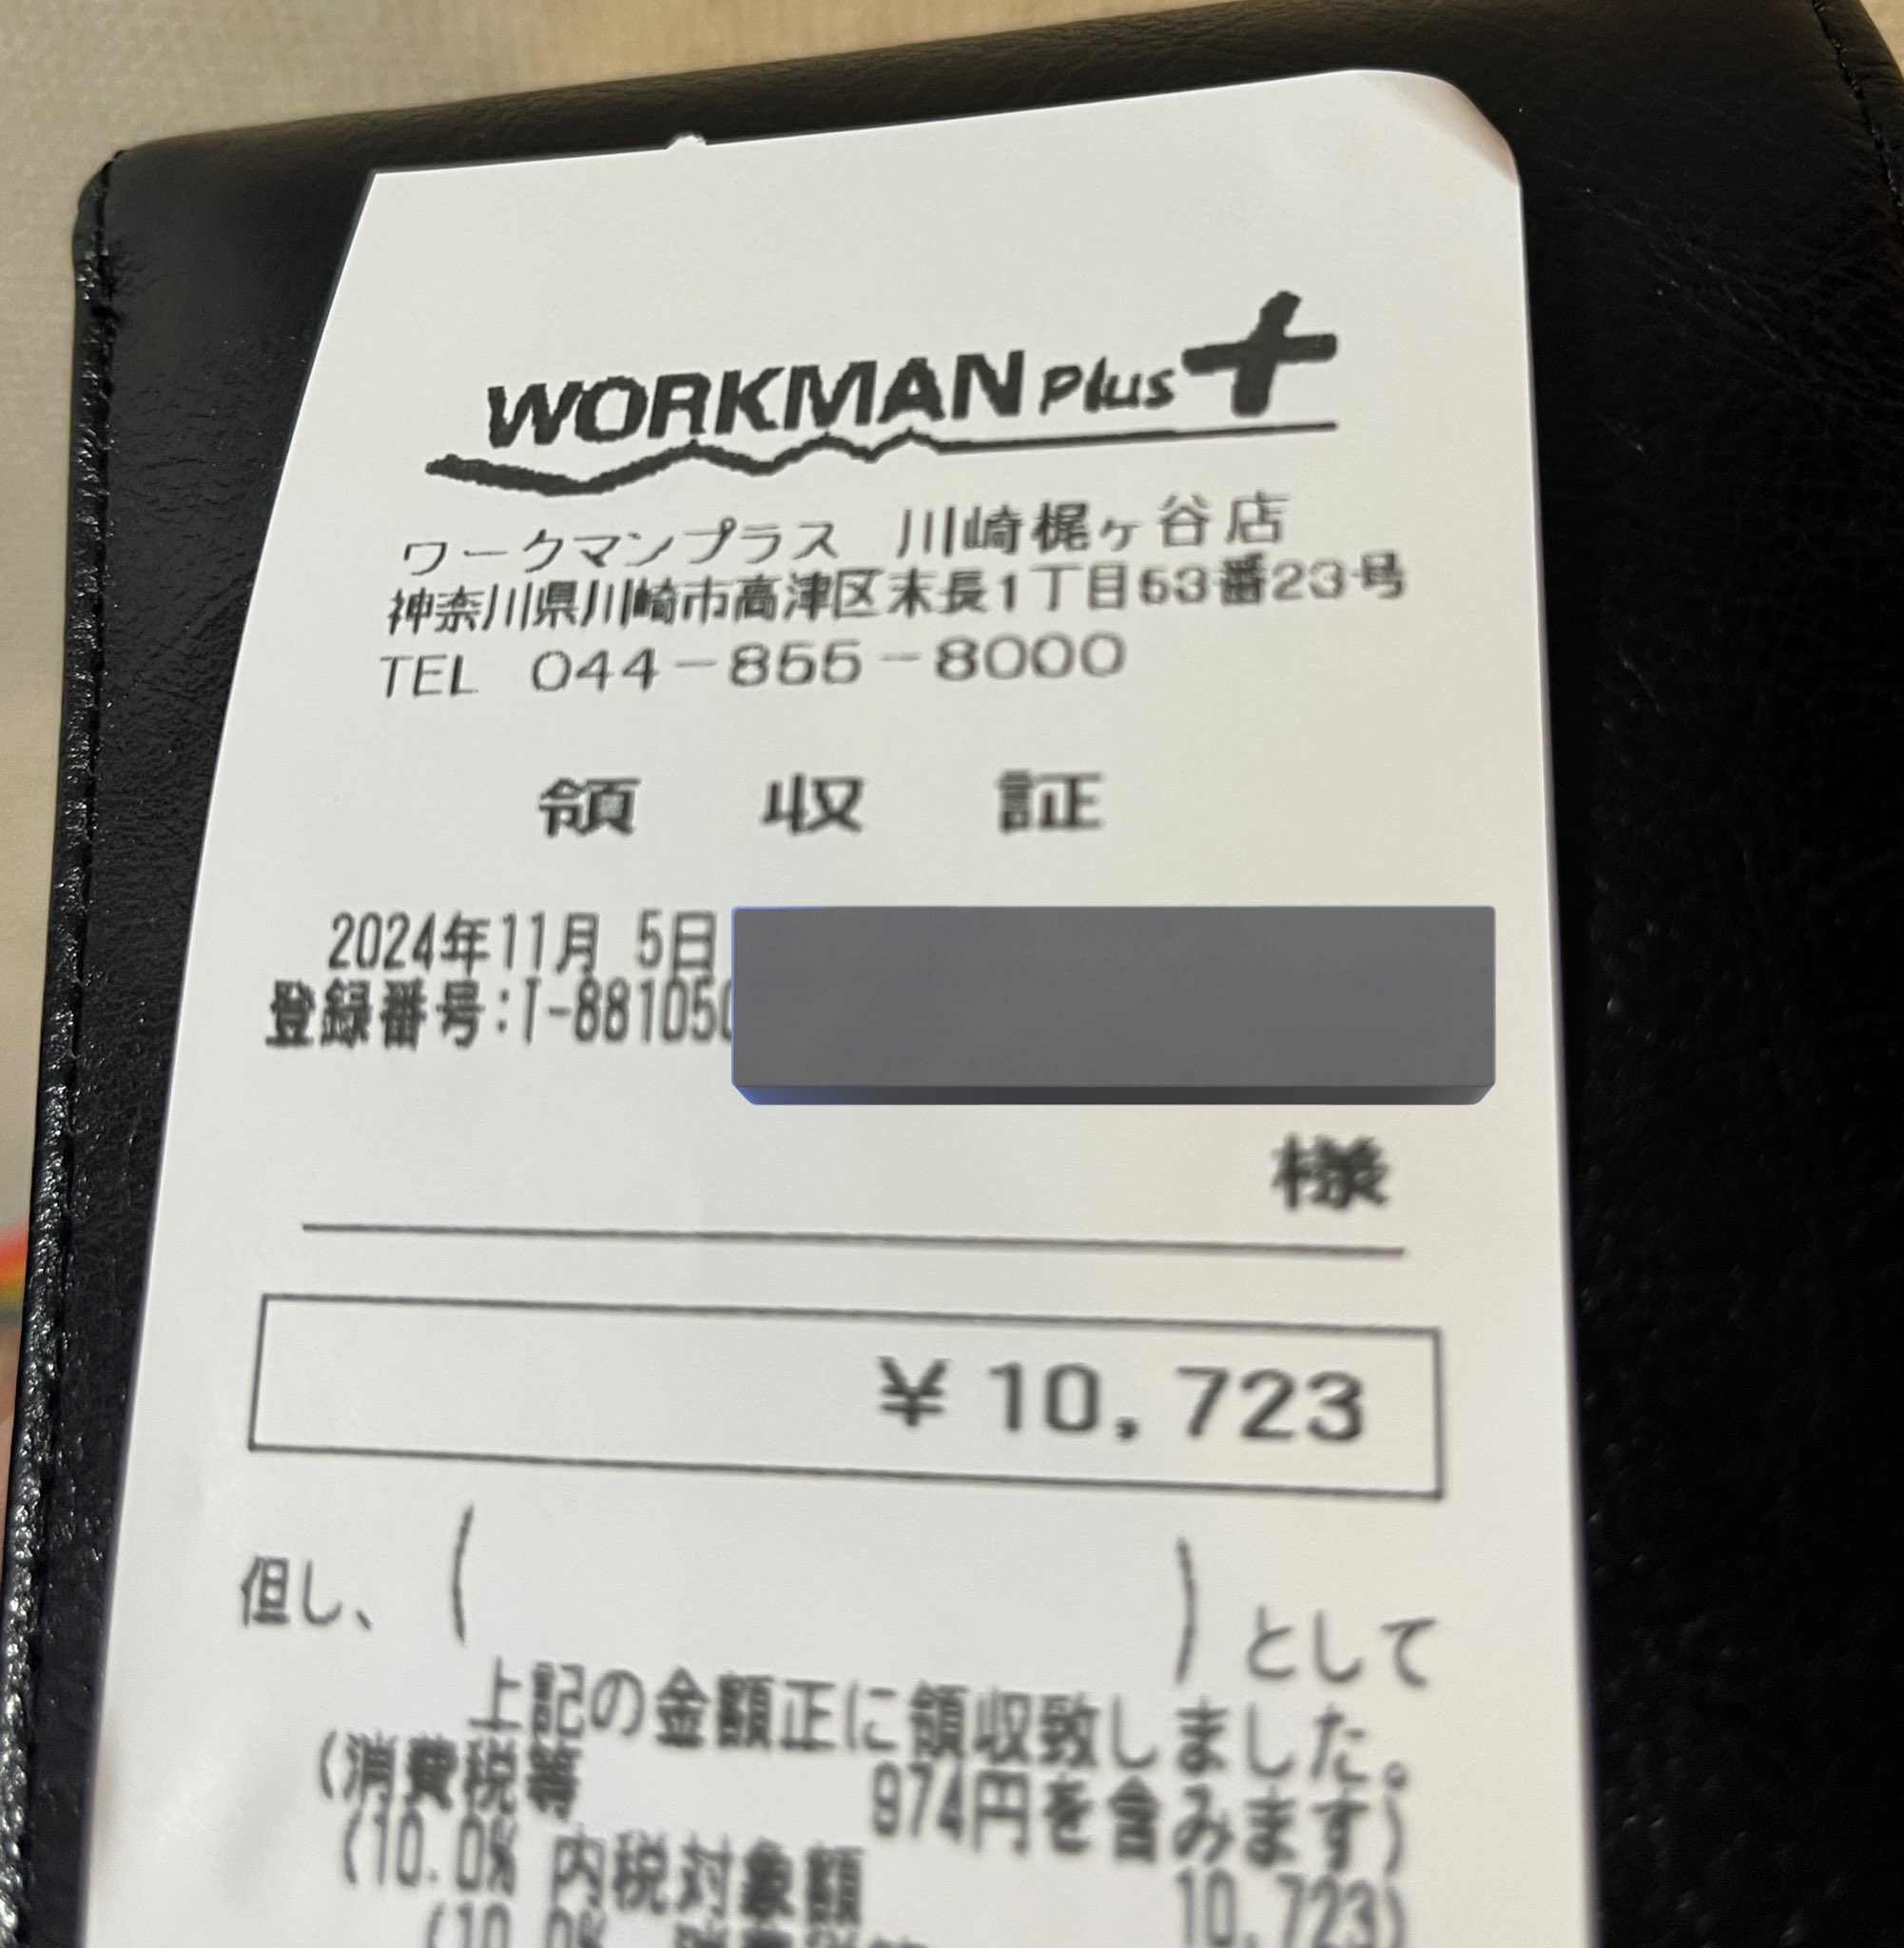 WORKMAN plus+
ワークマンプラス 川崎梶ヶ谷店
神奈川県川崎市高津区末長1丁目53番23号
TEL 044-855-8000
領 収 証
2024年11月 5日
登録番号:T-881050
様
¥10,723
但し、( )として
上記の金額正に領収致しました。
(消費税等 974円を含みます)
(10.0% 内税対象額 10,723)
(10.0%